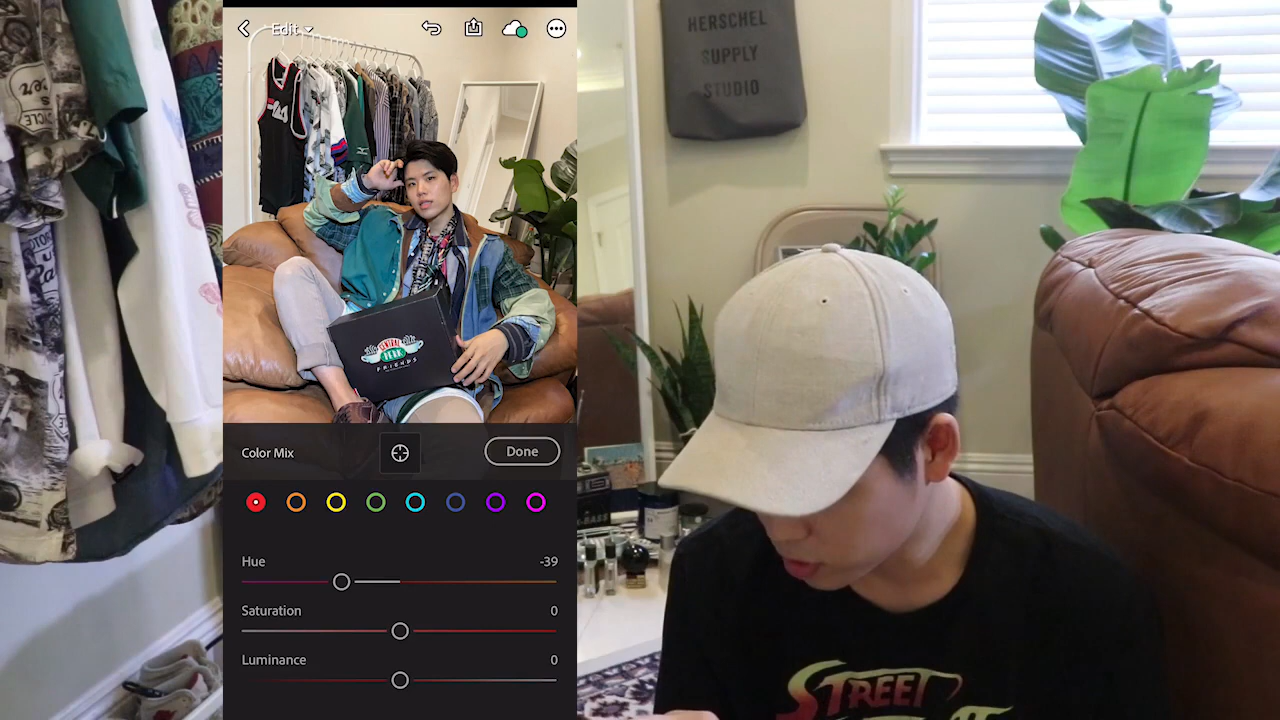 Edit
CENTRAL
PERK
FRIENDS
Color Mix
Done
Hue
-39
Saturation
0
Luminance
0
HERSCHEL
SUPPLY
STUDIO
STREET